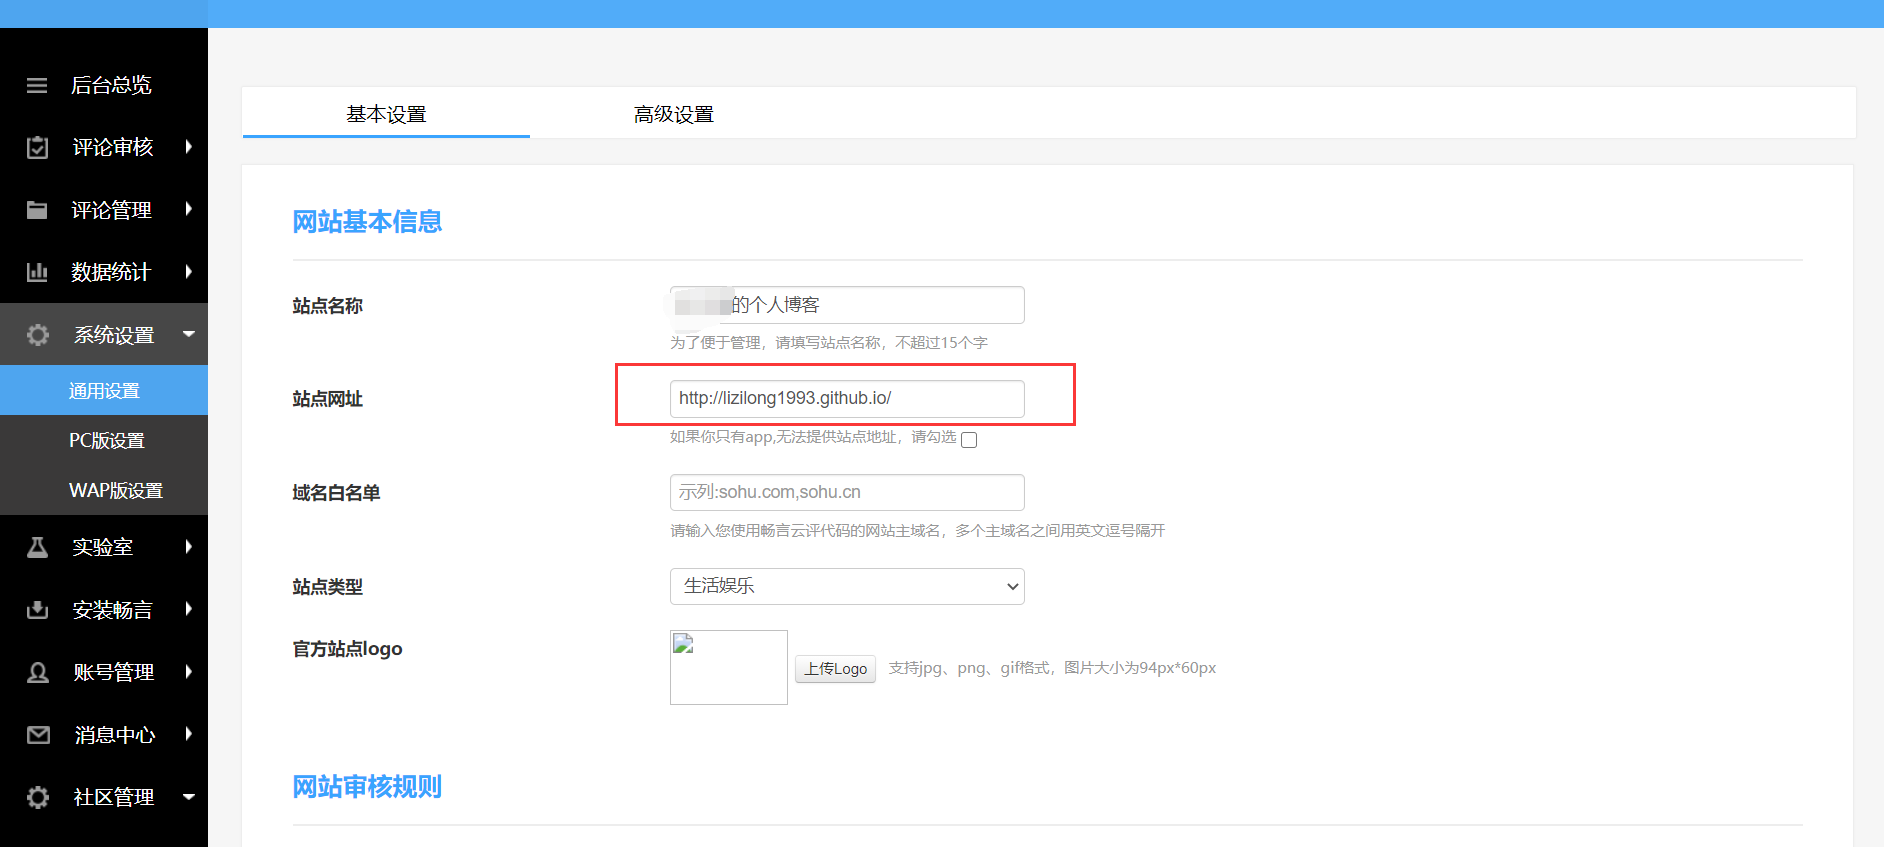 后台总览
评论审核
评论管理
数据统计
系统设置
通用设置
PC版设置
WAP版设置
实验室
安装畅言
账号管理
消息中心
社区管理
基本设置
高级设置
网站基本信息
站点名称
的个人博客
为了便于管理，请填写站点名称，不超过15个字
站点网址
http://lizilong1993.github.io/
如果你只有app,无法提供站点地址，请勾选
域名白名单
示列:sohu.com,sohu.cn
请输入您使用畅言云评代码的网站主域名，多个主域名之间用英文逗号隔开
站点类型
生活娱乐
官方站点logo
上传Logo
支持jpg、png、gif格式，图片大小为94px*60px
网站审核规则